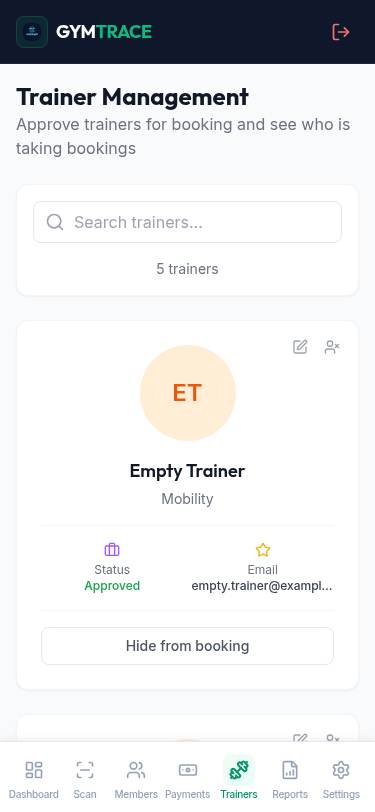 GYMTRACE
Trainer Management
Approve trainers for booking and see who is
taking bookings
Search trainers...
5 trainers
ET
Empty Trainer
Mobility
Status
Approved
Email
empty.trainer@exampl...
Hide from booking
Dashboard
Scan
Members
Payments
Trainers
Reports
Settings